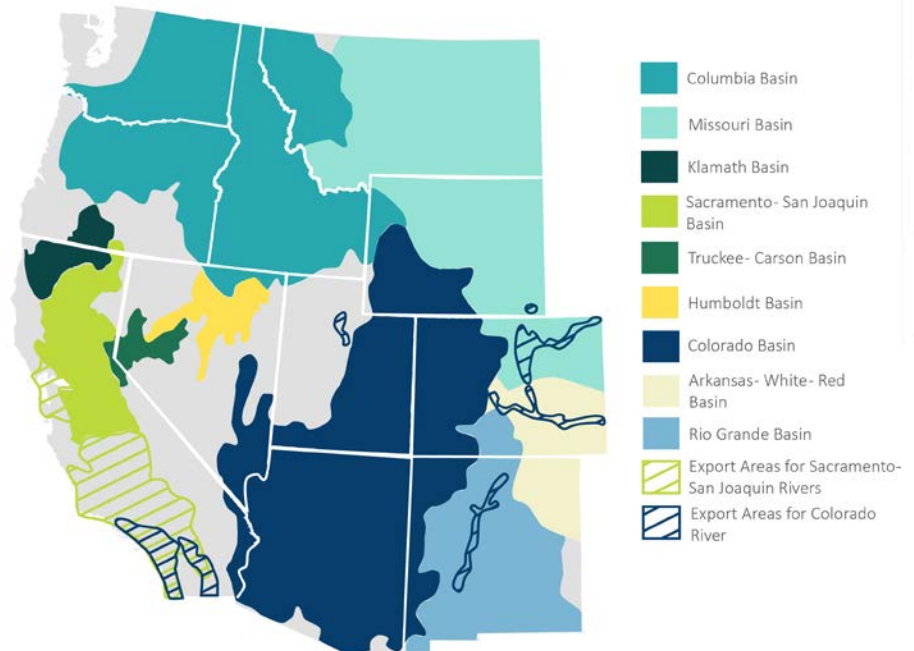 Columbia Basin
Missouri Basin
Klamath Basin
Sacramento- San Joaquin
Basin
Truckee- Carson Basin
Humboldt Basin
Colorado Basin
Arkansas- White- Red
Basin
Rio Grande Basin
Export Areas for Sacramento-
San Joaquin Rivers
Export Areas for Colorado
River